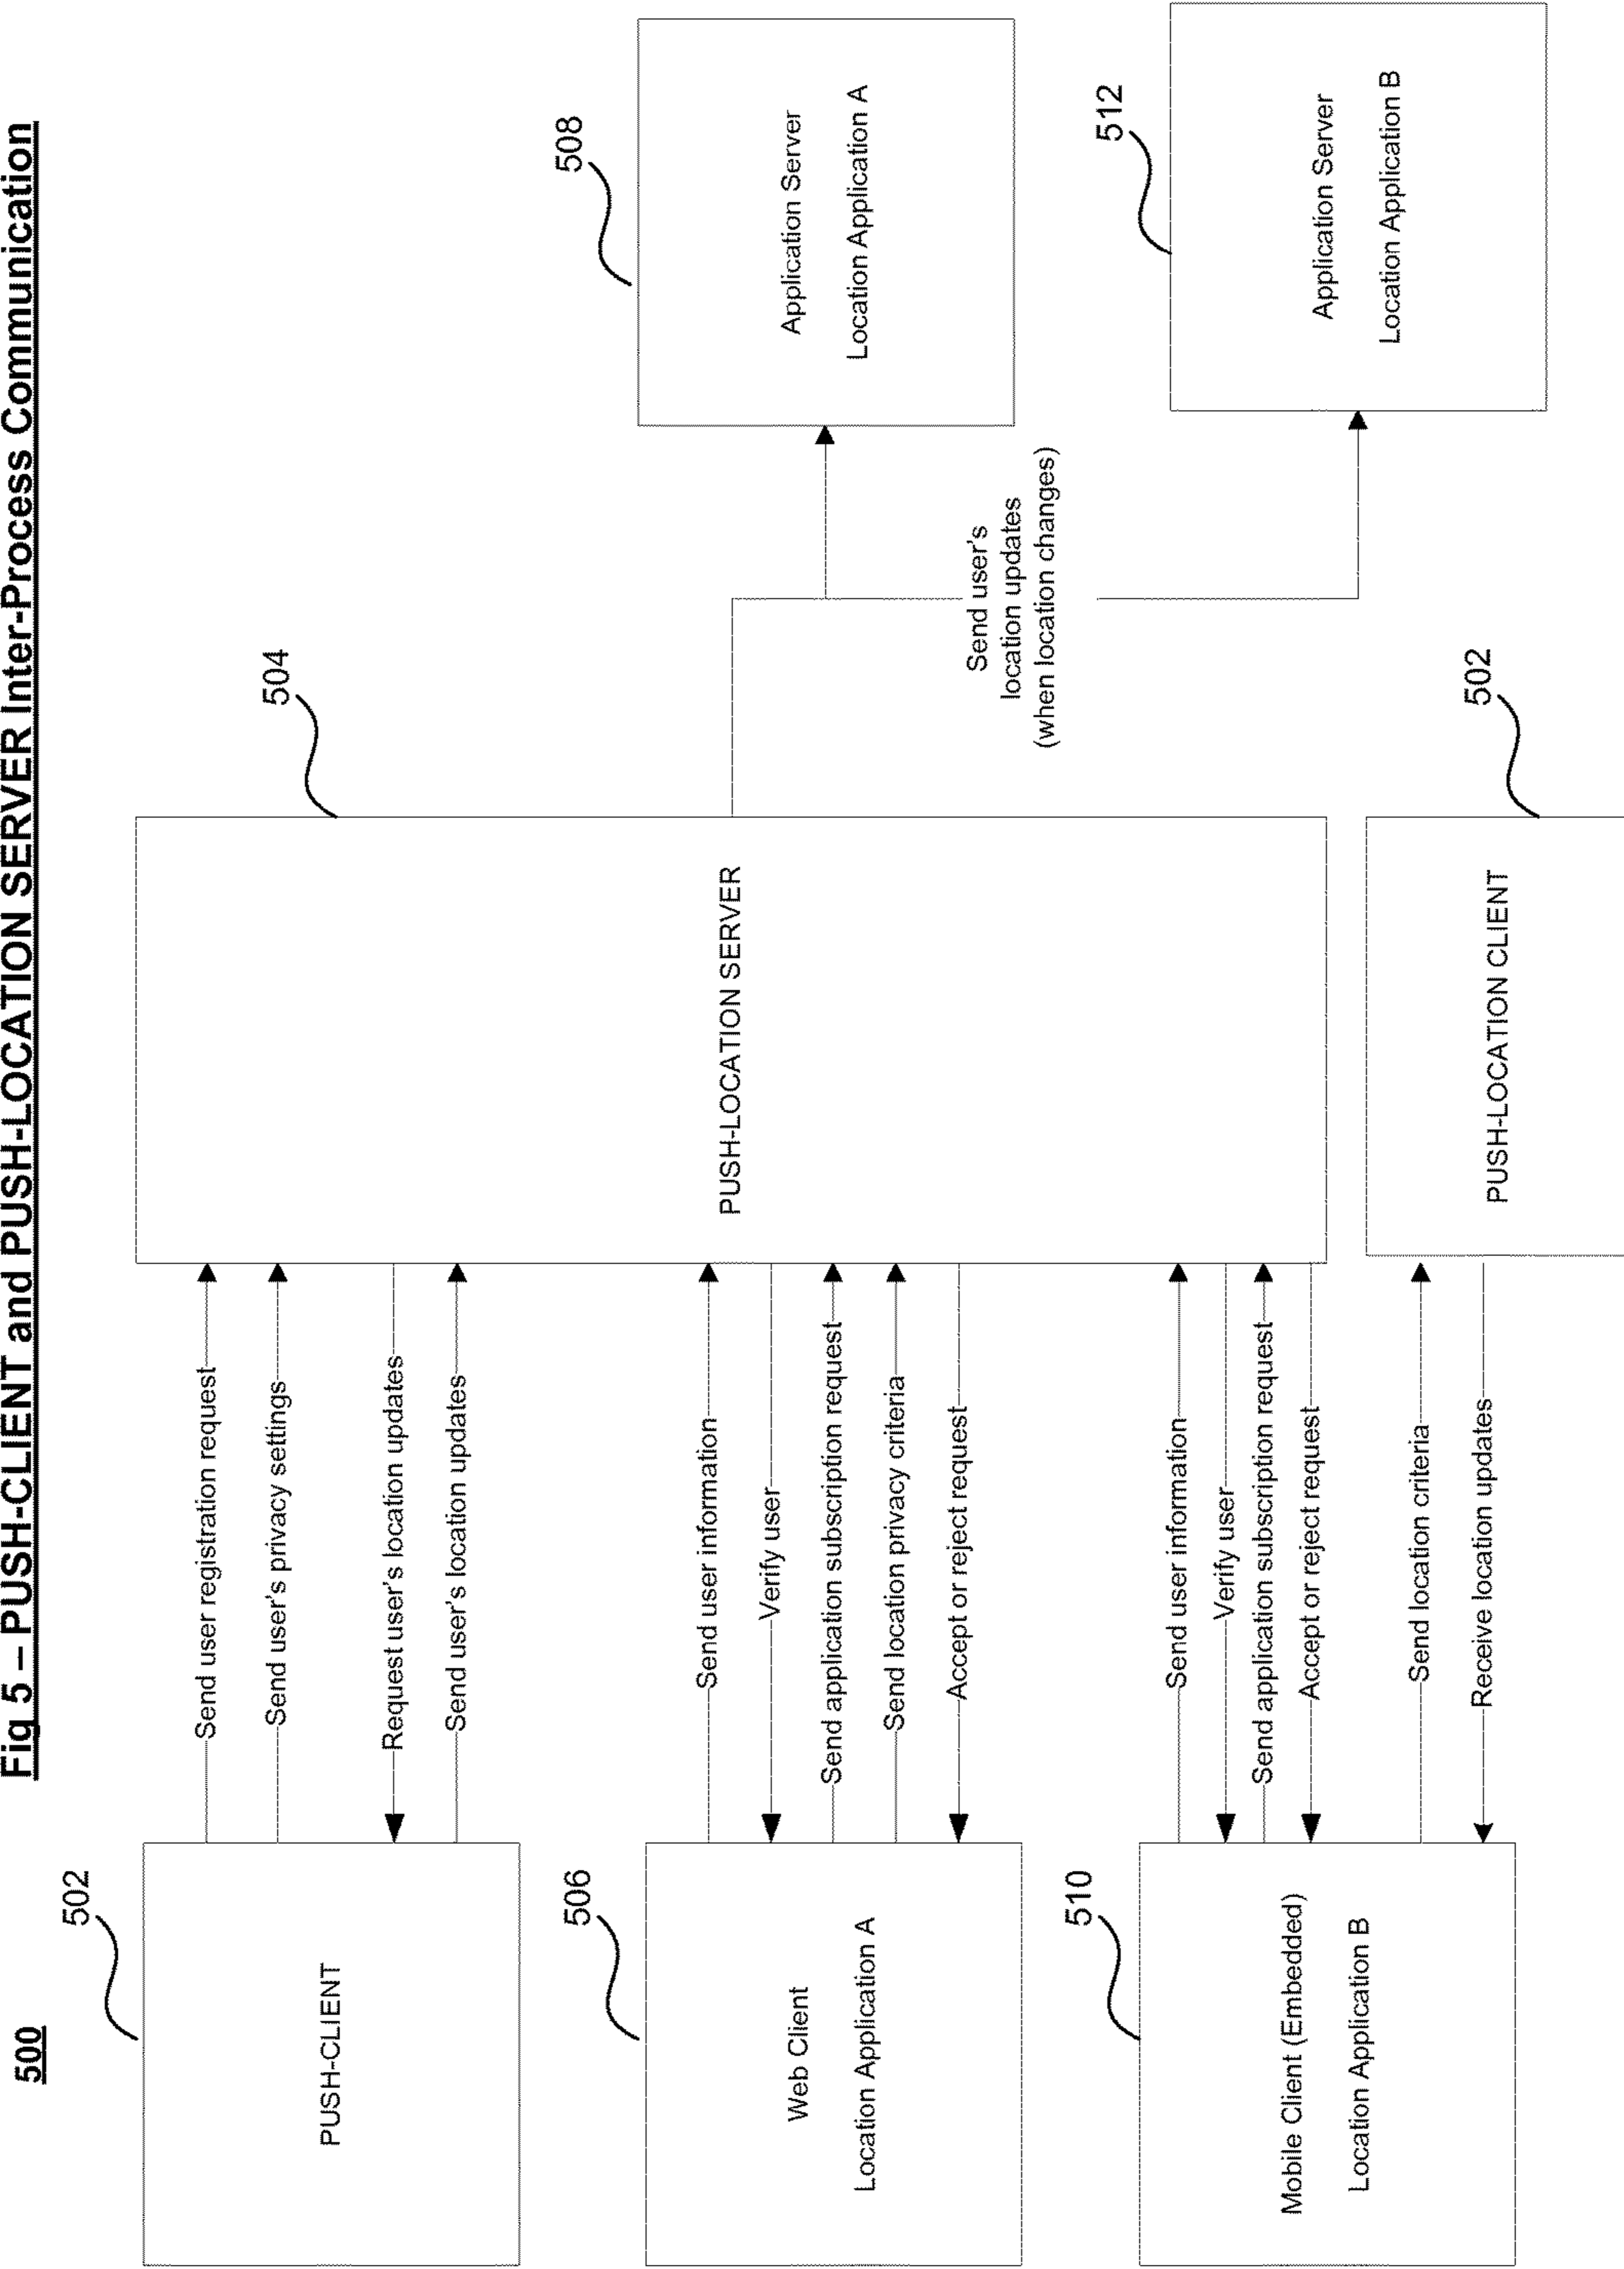 Fig 5 – PUSH-CLIENT and PUSH-LOCATION SERVER Inter-Process Communication
500
502
PUSH-CLIENT
Send user registration request
Send user's privacy settings
Request user's location updates
Send user's location updates
504
PUSH-LOCATION SERVER
506
Web Client
Location Application A
Send user information
Verify user
Send application subscription request
Send location privacy criteria
Accept or reject request
508
Application Server
Location Application A
Send user's
location updates
(when location changes)
510
Mobile Client (Embedded)
Location Application B
Send user information
Verify user
Send application subscription request
Accept or reject request
Send location criteria
Receive location updates
512
Application Server
Location Application B
502
PUSH-LOCATION CLIENT